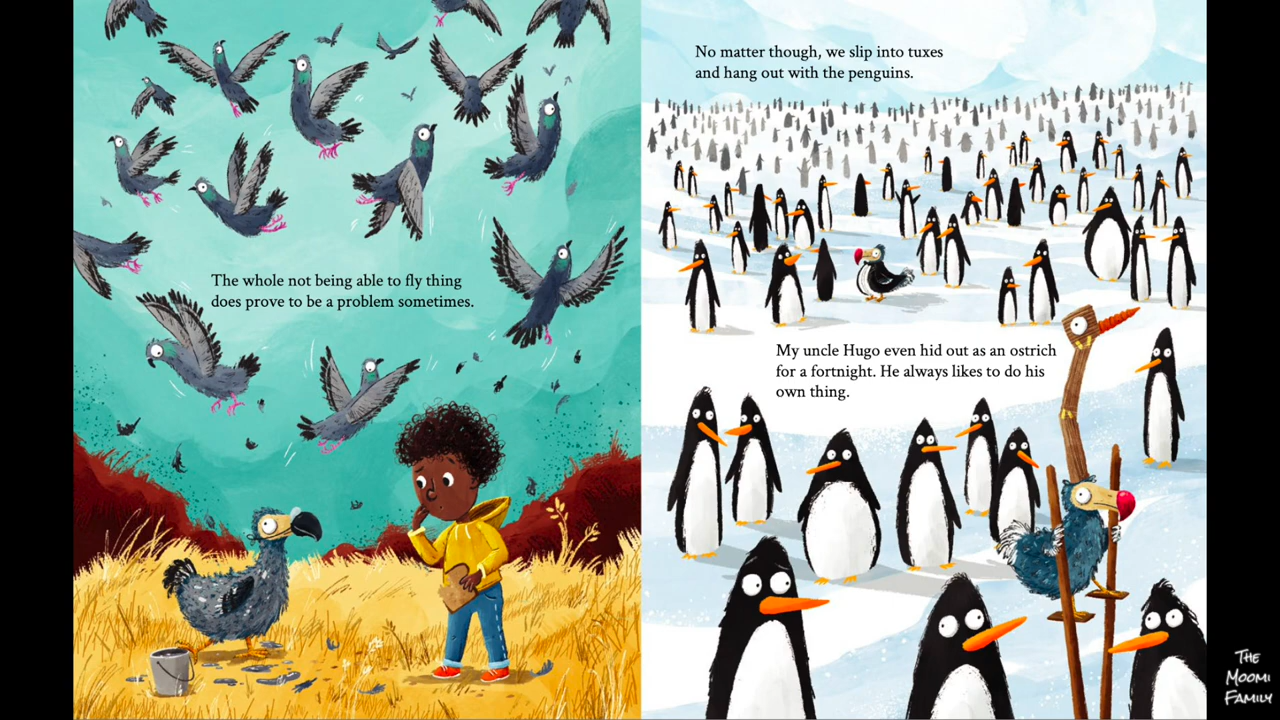 The whole not being able to fly thing
does prove to be a problem sometimes.
No matter though, we slip into tuxes
and hang out with the penguins.
My uncle Hugo even hid out as an ostrich
for a fortnight. He always likes to do his
own thing.
THE
MOOMI
FAMILY